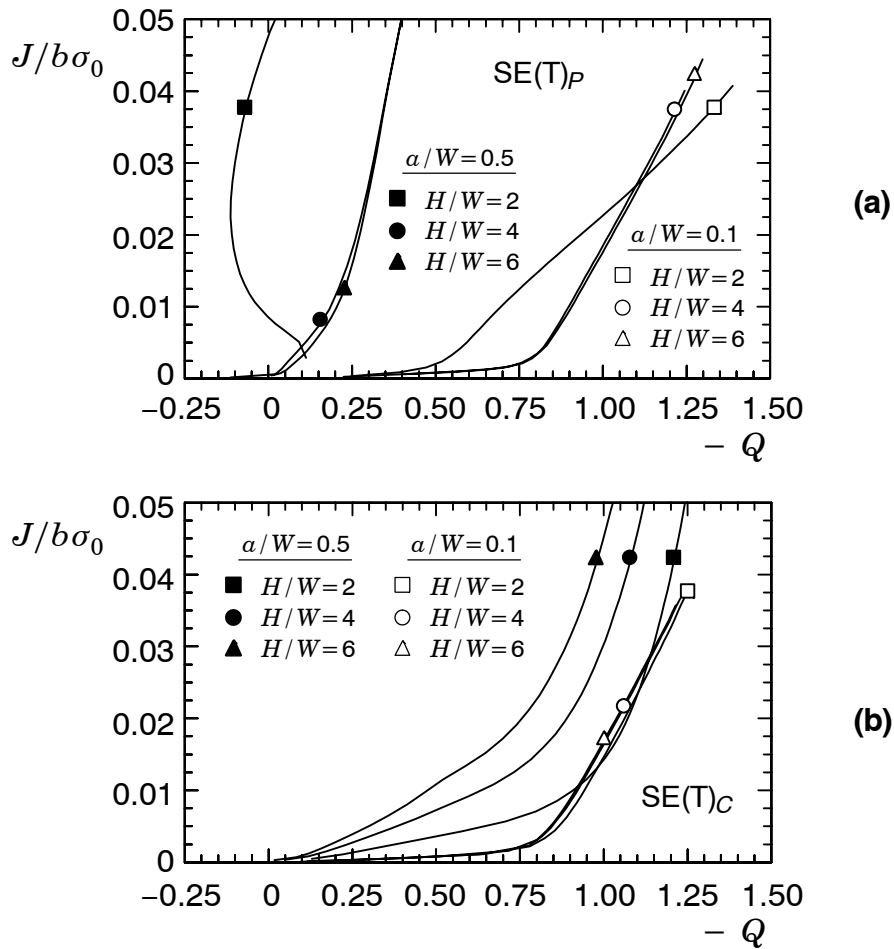 J/bσ₀
0.05
0.04
0.03
0.02
0.01
0
SE(T)P
a/W=0.5
H/W=2
H/W=4
H/W=6
a/W=0.1
H/W=2
H/W=4
H/W=6
(a)
−0.25 0 0.25 0.50 0.75 1.00 1.25 1.50
− Q
J/bσ₀
0.05
0.04
0.03
0.02
0.01
0
a/W=0.5 a/W=0.1
H/W=2 H/W=2
H/W=4 H/W=4
H/W=6 H/W=6
SE(T)C
(b)
−0.25 0 0.25 0.50 0.75 1.00 1.25 1.50
− Q